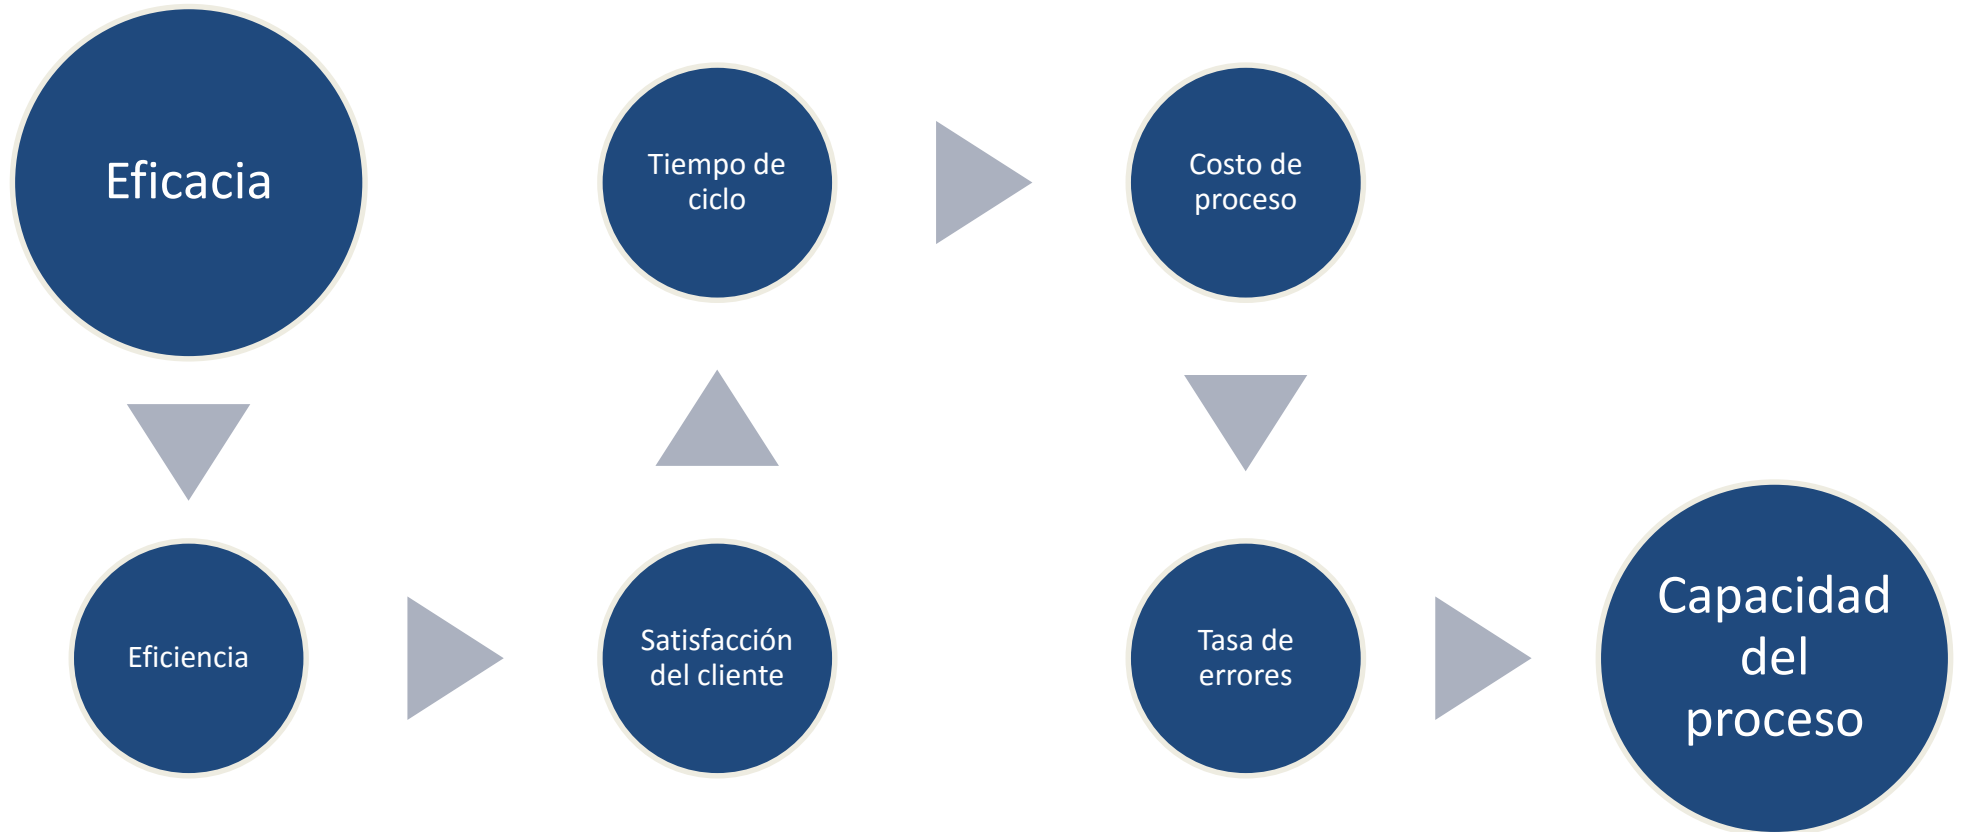 Eficacia
Eficiencia
Satisfacción
del cliente
Tiempo de
ciclo
Costo de
proceso
Tasa de
errores
Capacidad
del
proceso